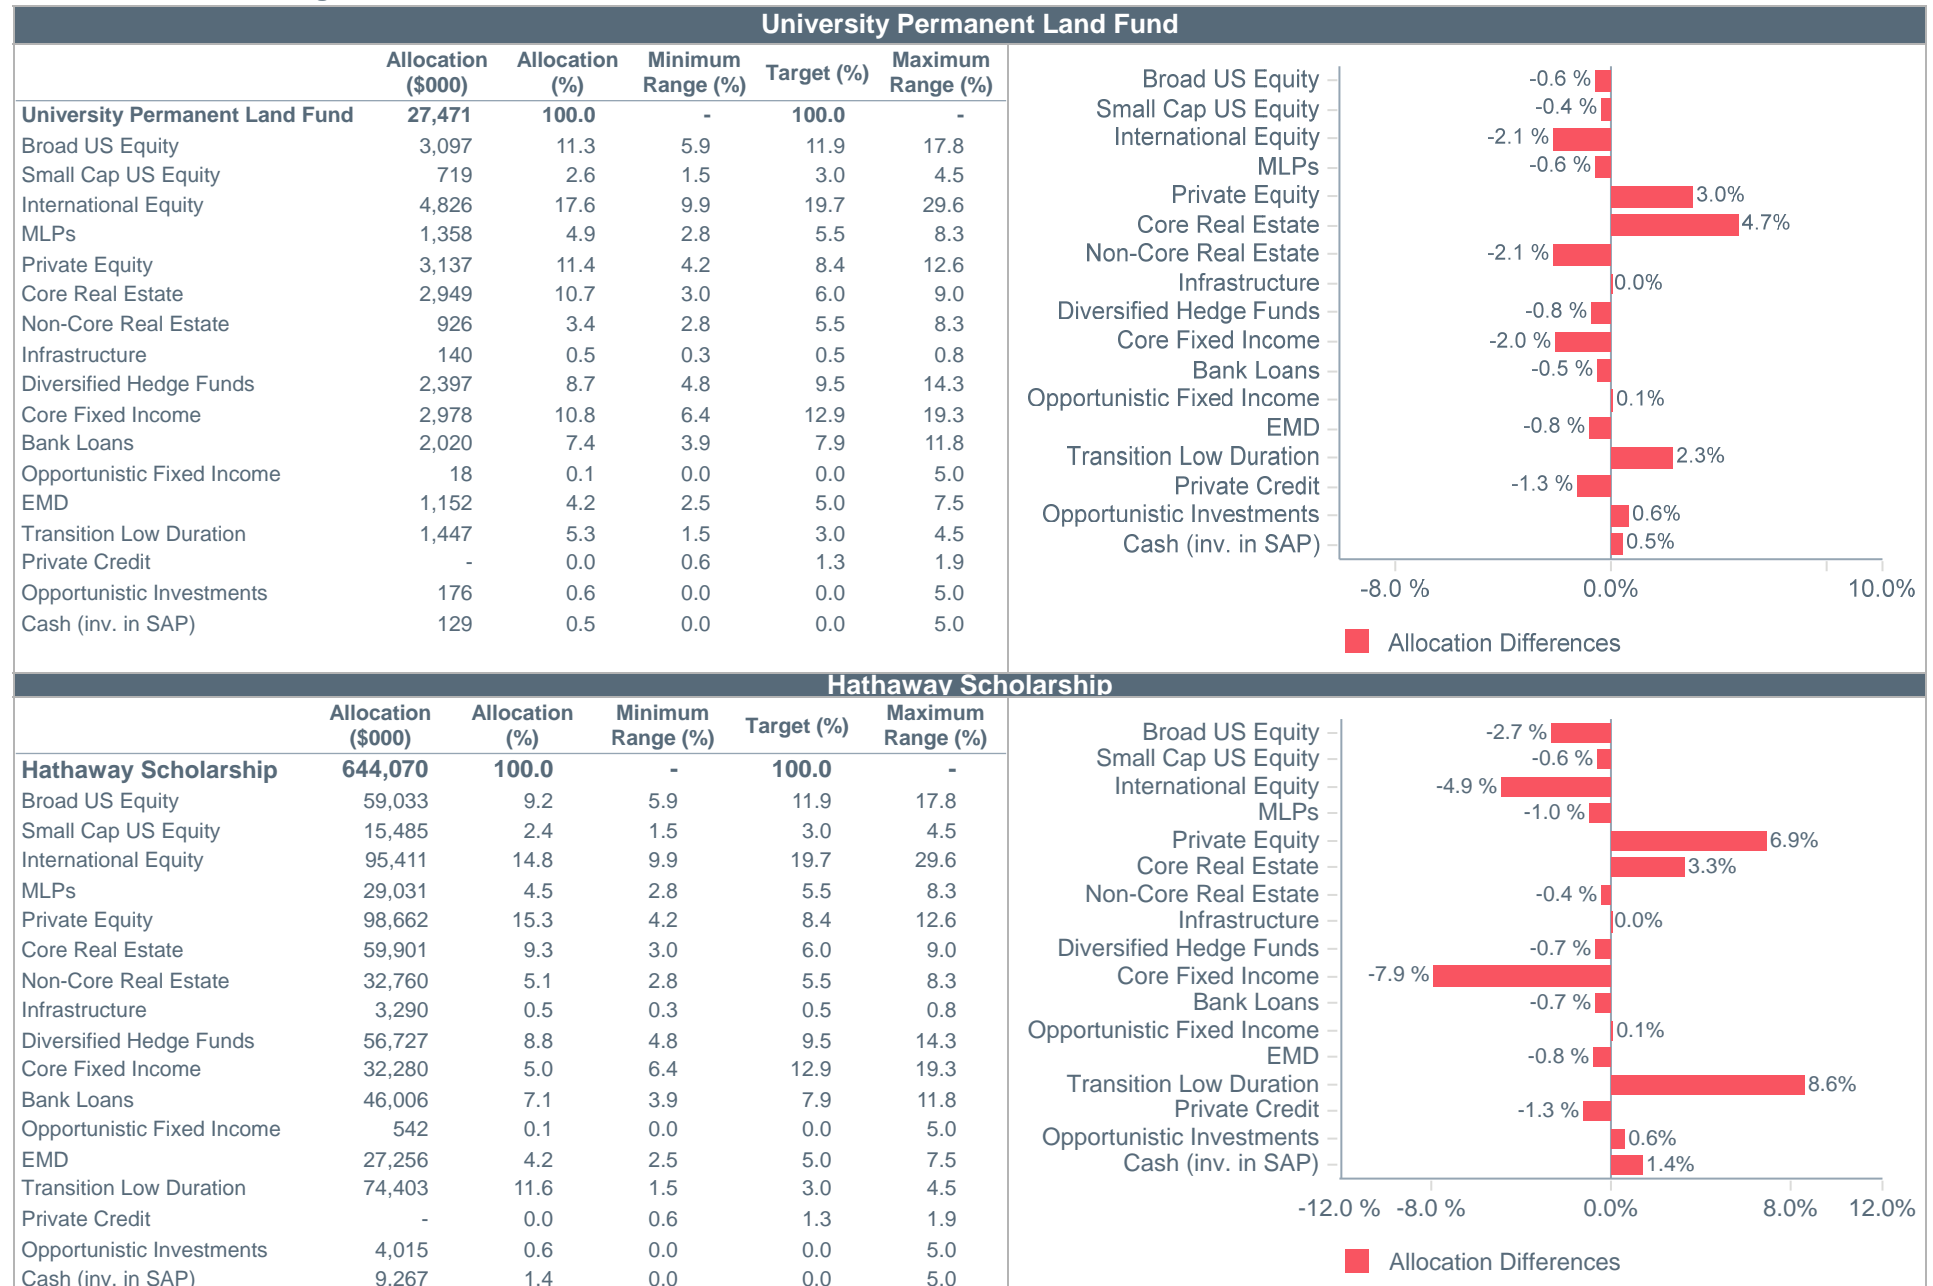 University Permanent Land Fund
Allocation ($000) Allocation (%) Minimum Range (%) Target (%) Maximum Range (%)
University Permanent Land Fund 27,471 100.0 - 100.0 -
Broad US Equity 3,097 11.3 5.9 11.9 17.8
Small Cap US Equity 719 2.6 1.5 3.0 4.5
International Equity 4,826 17.6 9.9 19.7 29.6
MLPs 1,358 4.9 2.8 5.5 8.3
Private Equity 3,137 11.4 4.2 8.4 12.6
Core Real Estate 2,949 10.7 3.0 6.0 9.0
Non-Core Real Estate 926 3.4 2.8 5.5 8.3
Infrastructure 140 0.5 0.3 0.5 0.8
Diversified Hedge Funds 2,397 8.7 4.8 9.5 14.3
Core Fixed Income 2,978 10.8 6.4 12.9 19.3
Bank Loans 2,020 7.4 3.9 7.9 11.8
Opportunistic Fixed Income 18 0.1 0.0 0.0 5.0
EMD 1,152 4.2 2.5 5.0 7.5
Transition Low Duration 1,447 5.3 1.5 3.0 4.5
Private Credit - 0.0 0.6 1.3 1.9
Opportunistic Investments 176 0.6 0.0 0.0 5.0
Cash (inv. in SAP) 129 0.5 0.0 0.0 5.0
Broad US Equity -0.6 %
Small Cap US Equity -0.4 %
International Equity -2.1 %
MLPs -0.6 %
Private Equity 3.0%
Core Real Estate 4.7%
Non-Core Real Estate -2.1 %
Infrastructure 0.0%
Diversified Hedge Funds -0.8 %
Core Fixed Income -2.0 %
Bank Loans -0.5 %
Opportunistic Fixed Income 0.1%
EMD -0.8 %
Transition Low Duration 2.3%
Private Credit -1.3 %
Opportunistic Investments 0.6%
Cash (inv. in SAP) 0.5%
-8.0 % 0.0% 10.0%
Allocation Differences
Hathaway Scholarship
Allocation ($000) Allocation (%) Minimum Range (%) Target (%) Maximum Range (%)
Hathaway Scholarship 644,070 100.0 - 100.0 -
Broad US Equity 59,033 9.2 5.9 11.9 17.8
Small Cap US Equity 15,485 2.4 1.5 3.0 4.5
International Equity 95,411 14.8 9.9 19.7 29.6
MLPs 29,031 4.5 2.8 5.5 8.3
Private Equity 98,662 15.3 4.2 8.4 12.6
Core Real Estate 59,901 9.3 3.0 6.0 9.0
Non-Core Real Estate 32,760 5.1 2.8 5.5 8.3
Infrastructure 3,290 0.5 0.3 0.5 0.8
Diversified Hedge Funds 56,727 8.8 4.8 9.5 14.3
Core Fixed Income 32,280 5.0 6.4 12.9 19.3
Bank Loans 46,006 7.1 3.9 7.9 11.8
Opportunistic Fixed Income 542 0.1 0.0 0.0 5.0
EMD 27,256 4.2 2.5 5.0 7.5
Transition Low Duration 74,403 11.6 1.5 3.0 4.5
Private Credit - 0.0 0.6 1.3 1.9
Opportunistic Investments 4,015 0.6 0.0 0.0 5.0
Cash (inv. in SAP) 9,267 1.4 0.0 0.0 5.0
Broad US Equity -2.7 %
Small Cap US Equity -0.6 %
International Equity -4.9 %
MLPs -1.0 %
Private Equity 6.9%
Core Real Estate 3.3%
Non-Core Real Estate -0.4 %
Infrastructure 0.0%
Diversified Hedge Funds -0.7 %
Core Fixed Income -7.9 %
Bank Loans -0.7 %
Opportunistic Fixed Income 0.1%
EMD -0.8 %
Transition Low Duration 8.6%
Private Credit -1.3 %
Opportunistic Investments 0.6%
Cash (inv. in SAP) 1.4%
-12.0 % -8.0 % 0.0% 8.0% 12.0%
Allocation Differences